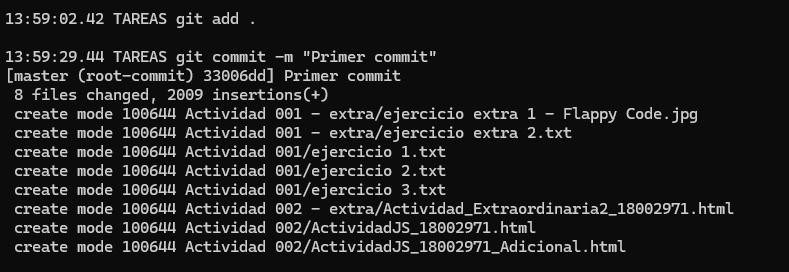 13:59:02.42 TAREAS git add .
13:59:29.44 TAREAS git commit -m "Primer commit"
[master (root-commit) 33006dd] Primer commit
8 files changed, 2009 insertions(+)
create mode 100644 Actividad 001 - extra/ejercicio extra 1 - Flappy Code.jpg
create mode 100644 Actividad 001 - extra/ejercicio extra 2.txt
create mode 100644 Actividad 001/ejercicio 1.txt
create mode 100644 Actividad 001/ejercicio 2.txt
create mode 100644 Actividad 001/ejercicio 3.txt
create mode 100644 Actividad 002 - extra/Actividad_Extraordinaria2_18002971.html
create mode 100644 Actividad 002/ActividadJS_18002971.html
create mode 100644 Actividad 002/ActividadJS_18002971_Adicional.html